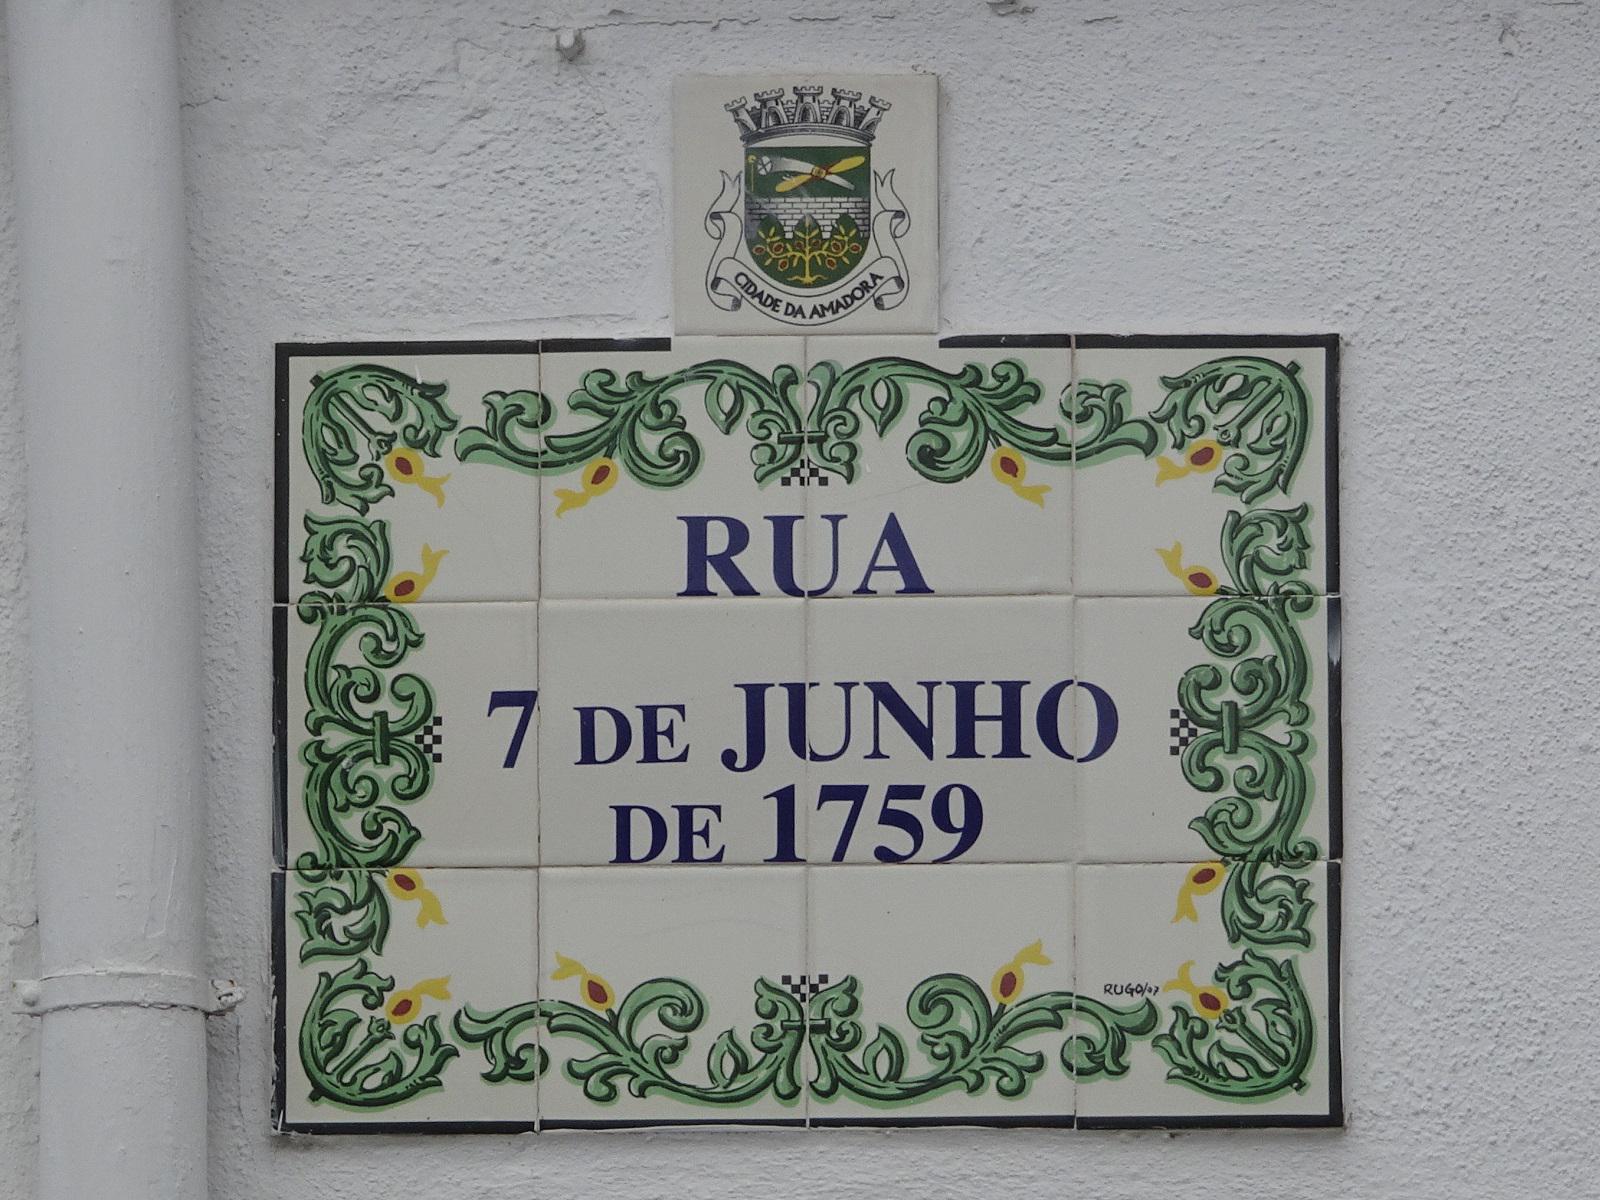 CIDADE DA AMADORA
RUA
7 DE JUNHO
DE 1759
RUGO/07